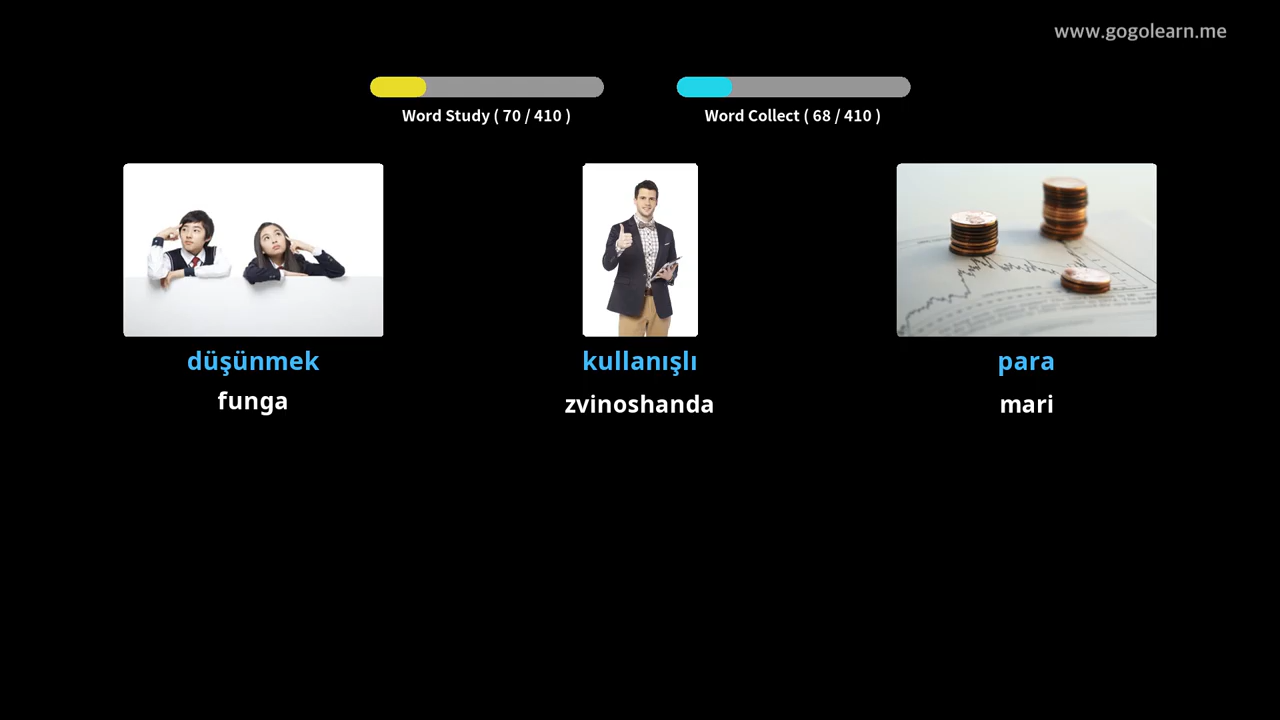 www.gogolearn.me
Word Study ( 70 / 410 )
Word Collect ( 68 / 410 )
düşünmek
funga
kullanışlı
zvinoshanda
para
mari